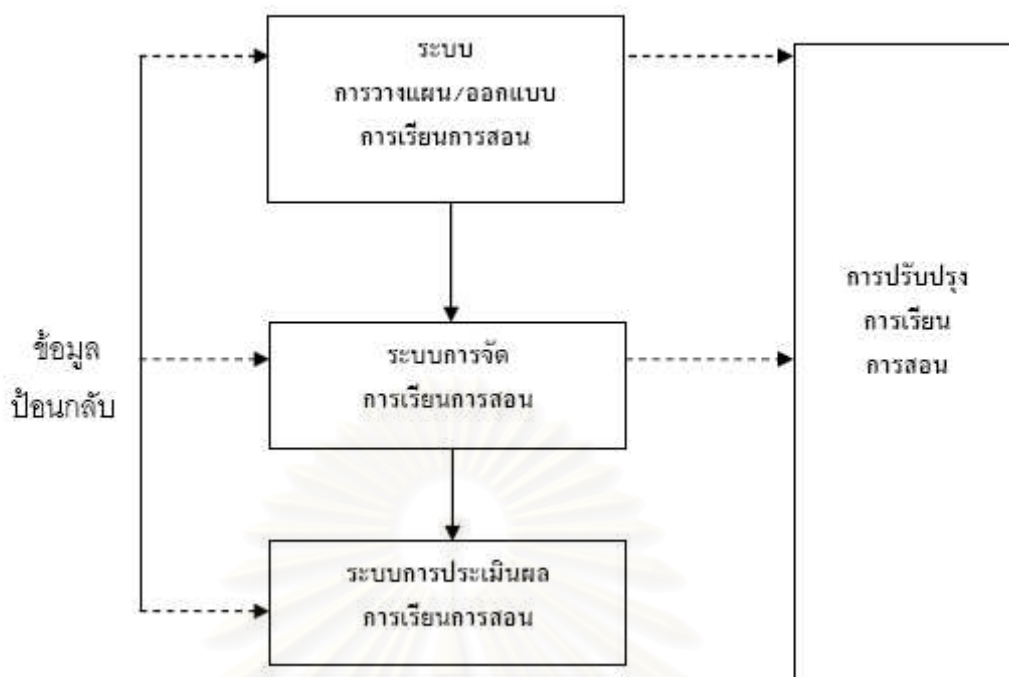 ระบบ
การวางแผน/ออกแบบ
การเรียนการสอน
การปรับปรุง
การเรียน
การสอน
ข้อมูล
ป้อนกลับ
ระบบการจัด
การเรียนการสอน
ระบบการประเมินผล
การเรียนการสอน